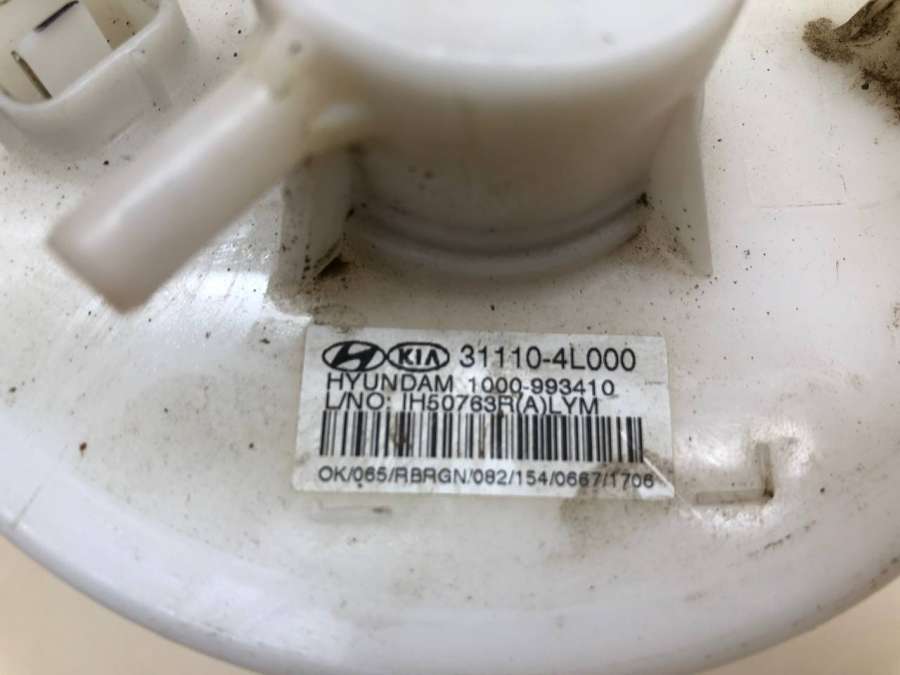 KIA 31110-4L000
HYUNDAM 1000-993410
L/NO: IH50763R(A)LYM
OK/065/RBRGN/082/154/0667/1706